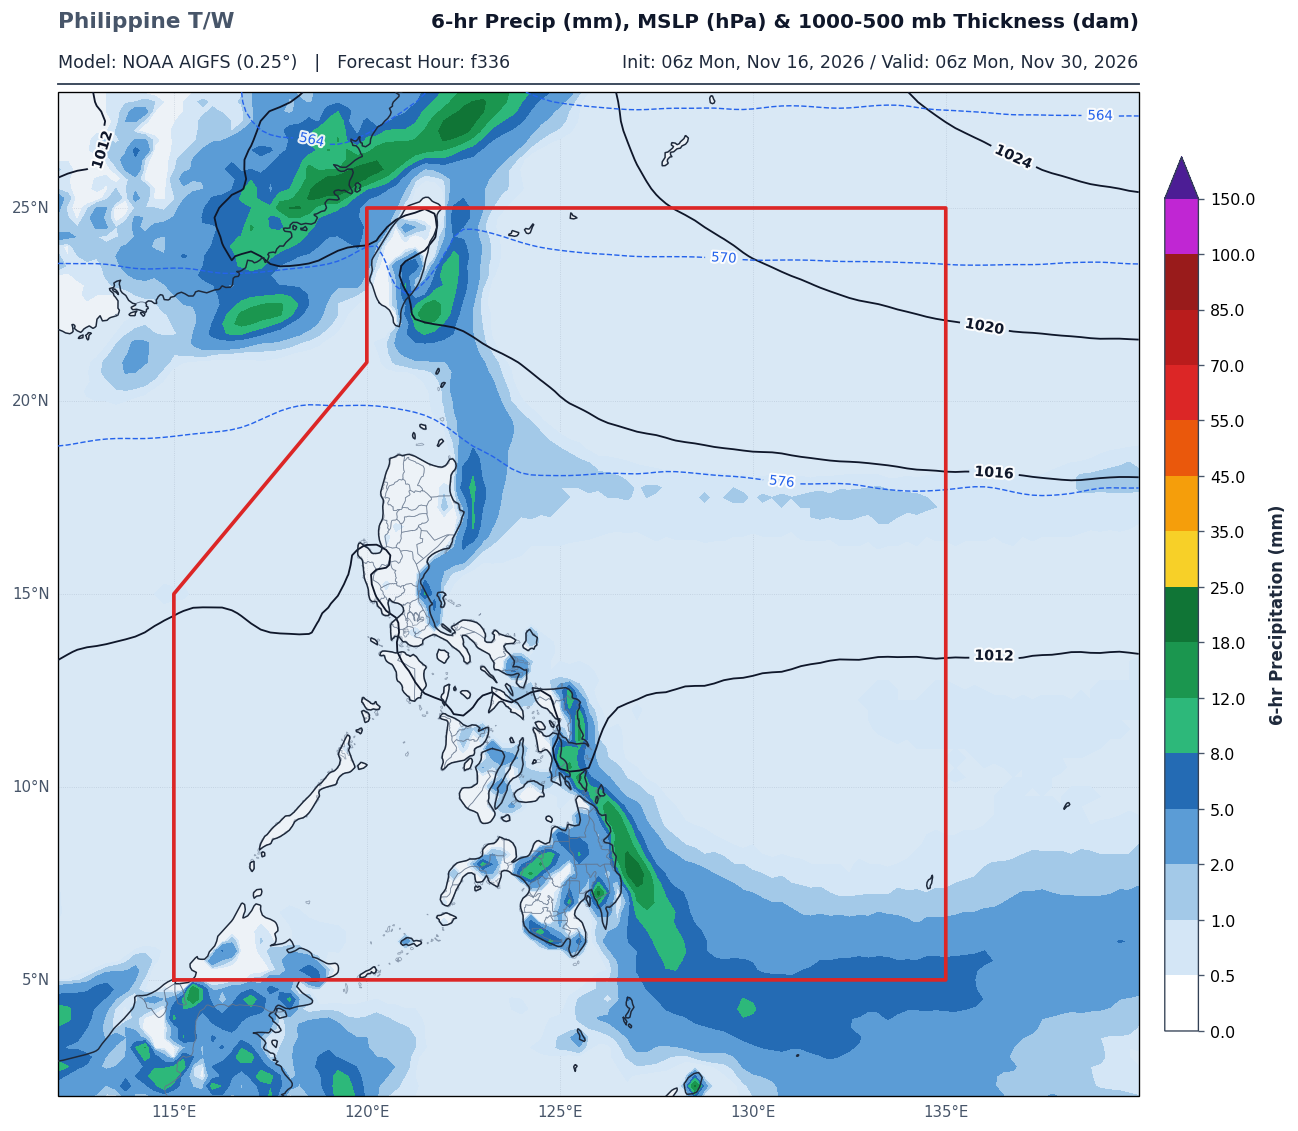 Philippine T/W
6-hr Precip (mm), MSLP (hPa) & 1000-500 mb Thickness (dam)
Model: NOAA AIGFS (0.25°) | Forecast Hour: f336
Init: 06z Mon, Nov 16, 2026 / Valid: 06z Mon, Nov 30, 2026
564
1012
564
1024
570
1020
1016
576
1012
25°N
20°N
15°N
10°N
5°N
115°E
120°E
125°E
130°E
135°E
150.0
100.0
85.0
70.0
55.0
45.0
35.0
25.0
18.0
12.0
8.0
5.0
2.0
1.0
0.5
0.0
6-hr Precipitation (mm)